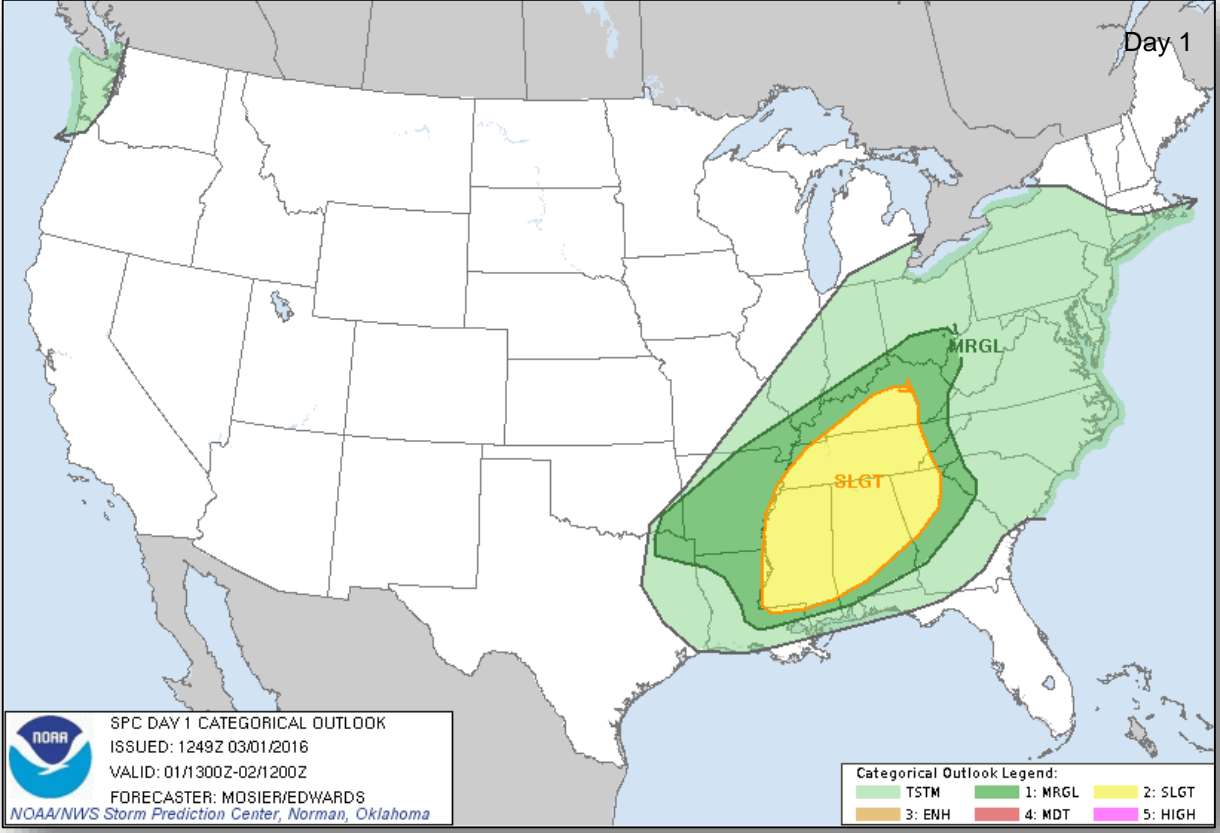 Day 1
MRGL
SLGT
NOAA
SPC DAY 1 CATEGORICAL OUTLOOK
ISSUED: 1249Z 03/01/2016
VALID: 01/1300Z-02/1200Z
FORECASTER: MOSIER/EDWARDS
NOAA/NWS Storm Prediction Center, Norman, Oklahoma
Categorical Outlook Legend:
TSTM 1: MRGL 2: SLGT
3: ENH 4: MDT 5: HIGH